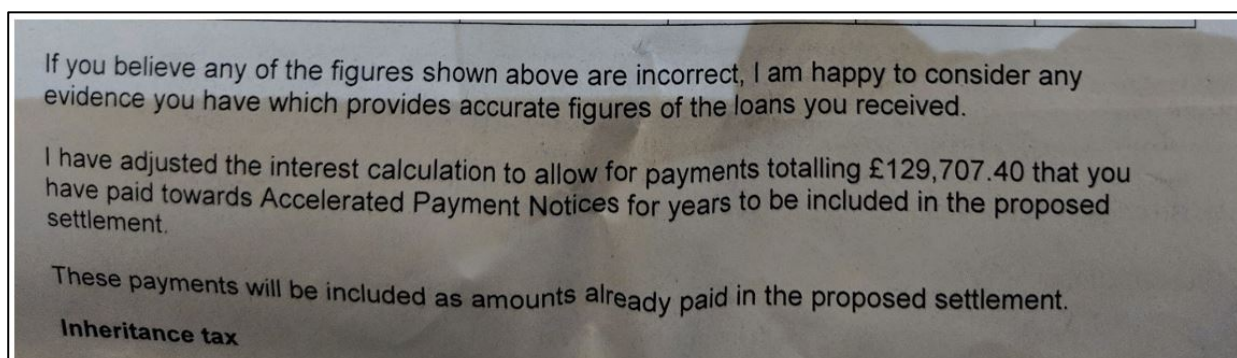 If you believe any of the figures shown above are incorrect, I am happy to consider any
evidence you have which provides accurate figures of the loans you received.
I have adjusted the interest calculation to allow for payments totalling £129,707.40 that you
have paid towards Accelerated Payment Notices for years to be included in the proposed
settlement.
These payments will be included as amounts already paid in the proposed settlement.
Inheritance tax